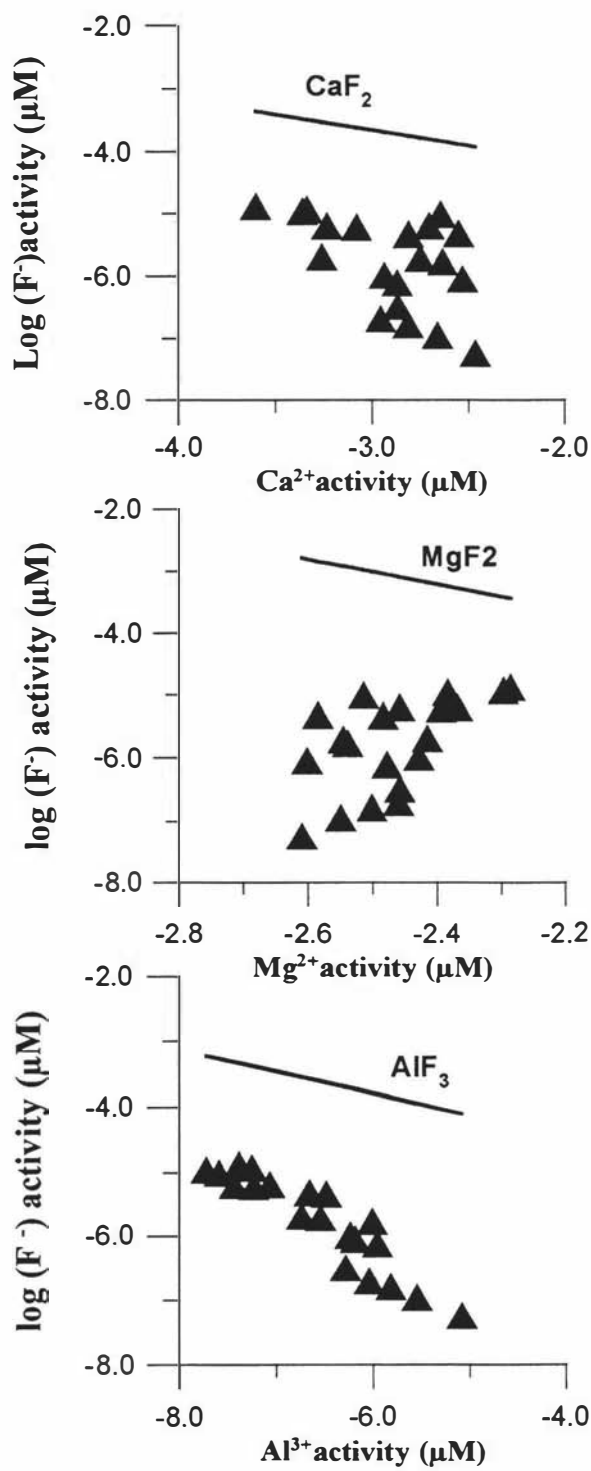 Log (F⁻)activity (μM)
-2.0
-4.0
-6.0
-8.0
CaF₂
-4.0 -3.0 -2.0
Ca²⁺activity (μM)
log (F⁻) activity (μM)
-2.0
-4.0
-6.0
-8.0
MgF2
-2.8 -2.6 -2.4 -2.2
Mg²⁺activity (μM)
log (F⁻) activity (μM)
-2.0
-4.0
-6.0
-8.0
AlF₃
-8.0 -6.0 -4.0
Al³⁺activity (μM)